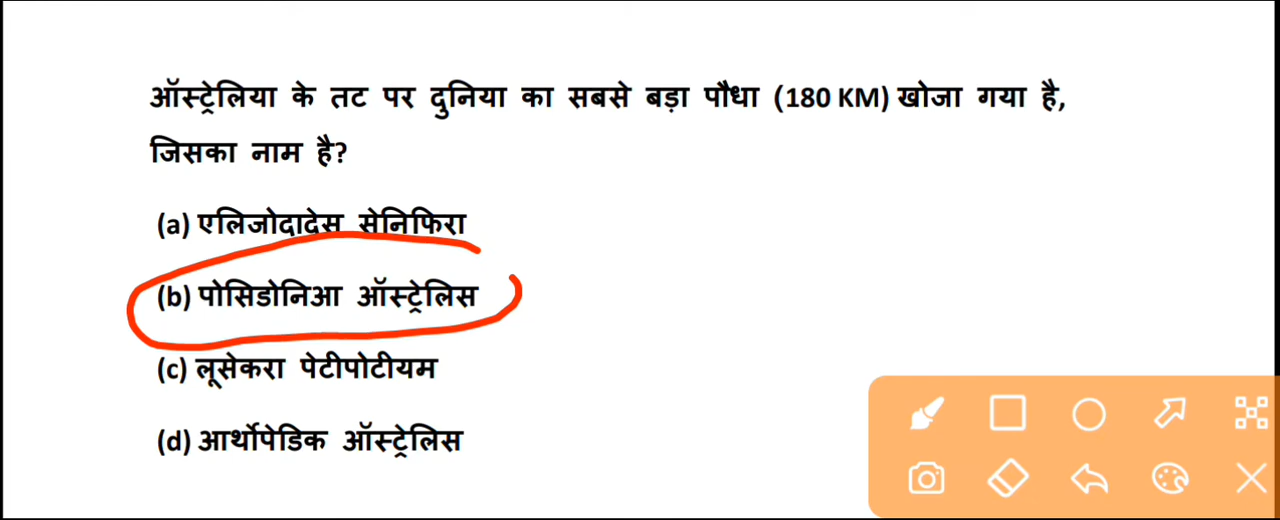 ऑस्ट्रेलिया के तट पर दुनिया का सबसे बड़ा पौधा (180 KM) खोजा गया है,
जिसका नाम है?
(a) एलिजोदादेस सेनिफिरा
(b) पोसिडोनिआ ऑस्ट्रेलिस
(c) लूसेकरा पेटीपोटीयम
(d) आर्थोपेडिक ऑस्ट्रेलिस